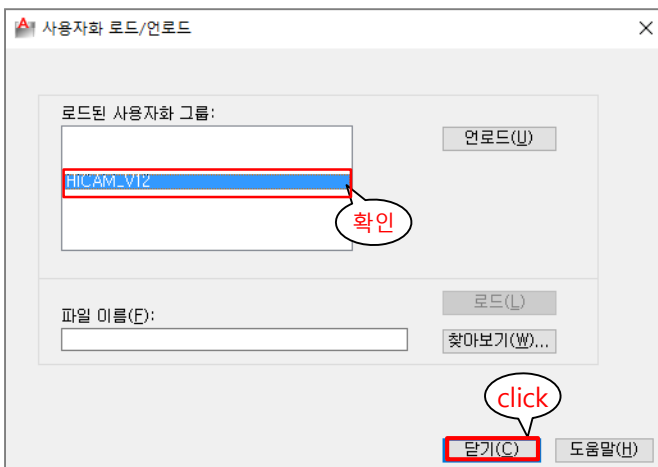 사용자화 로드/언로드
로드된 사용자화 그룹:
언로드(U)
HiCAM_V12
확인
로드(L)
파일 이름(F):
찾아보기(W)...
click
닫기(C)
도움말(H)